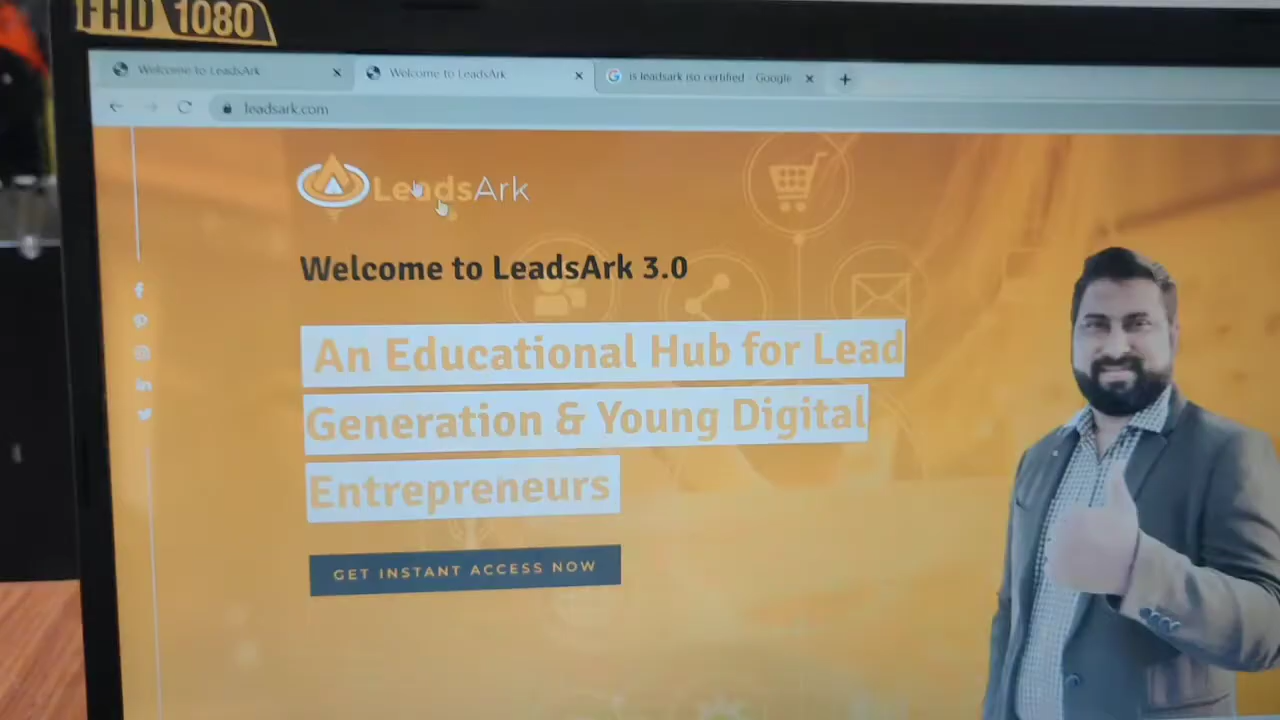 FHD 1080
Welcome to LeadsArk
Welcome to LeadsArk
is leadsark iso certified - Google
leadsark.com
LeadsArk
Welcome to LeadsArk 3.0
An Educational Hub for Lead
Generation & Young Digital
Entrepreneurs
GET INSTANT ACCESS NOW